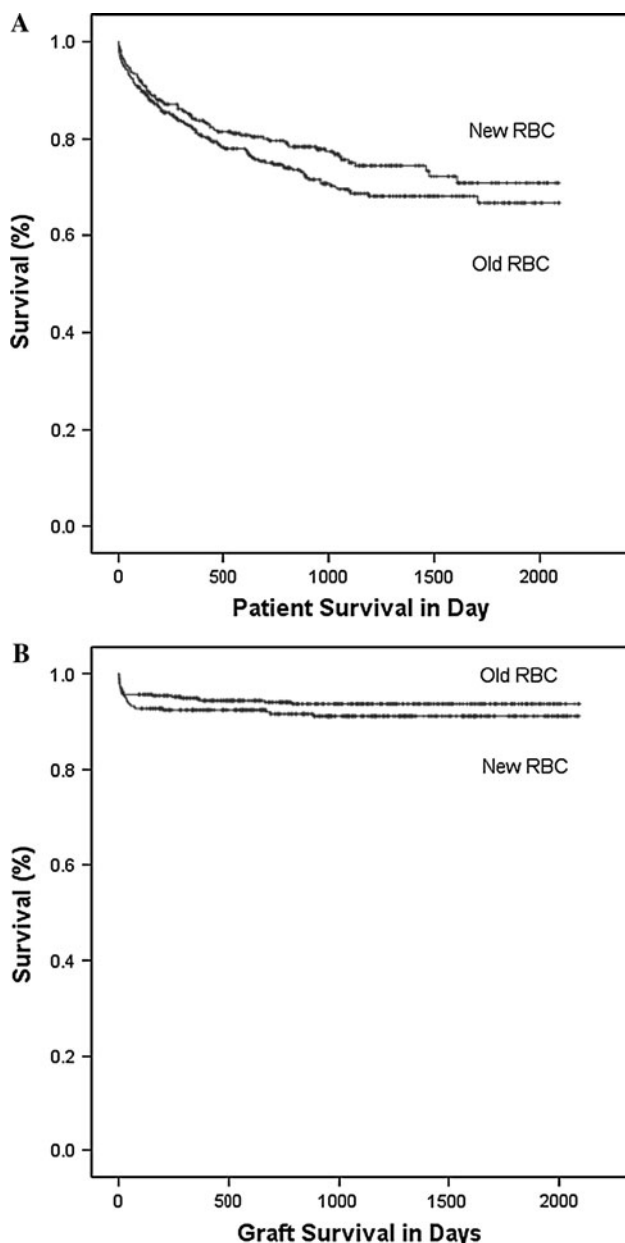 A
1.0
0.8
0.6
0.4
0.2
0.0
Survival (%)
New RBC
Old RBC
0 500 1000 1500 2000
Patient Survival in Day
B
1.0
0.8
0.6
0.4
0.2
0.0
Survival (%)
Old RBC
New RBC
0 500 1000 1500 2000
Graft Survival in Days